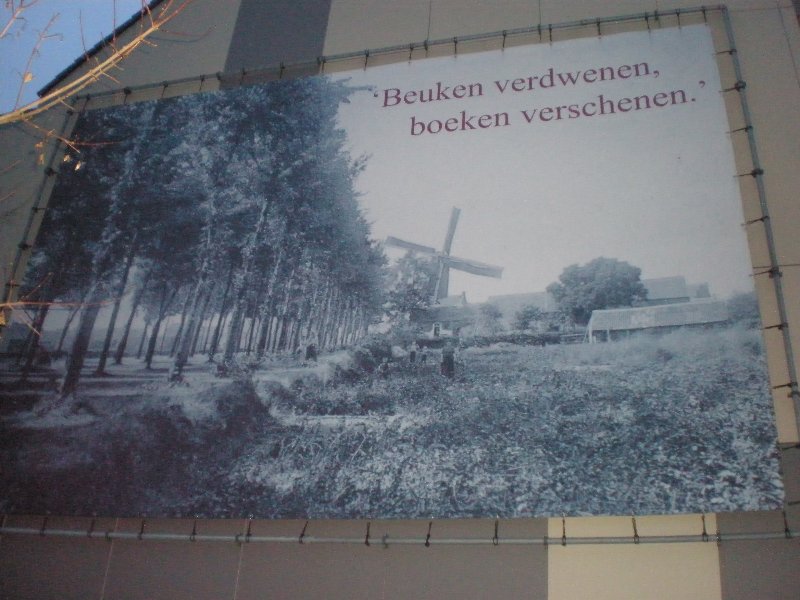 ‘Beuken verdwenen,
boeken verschenen.’